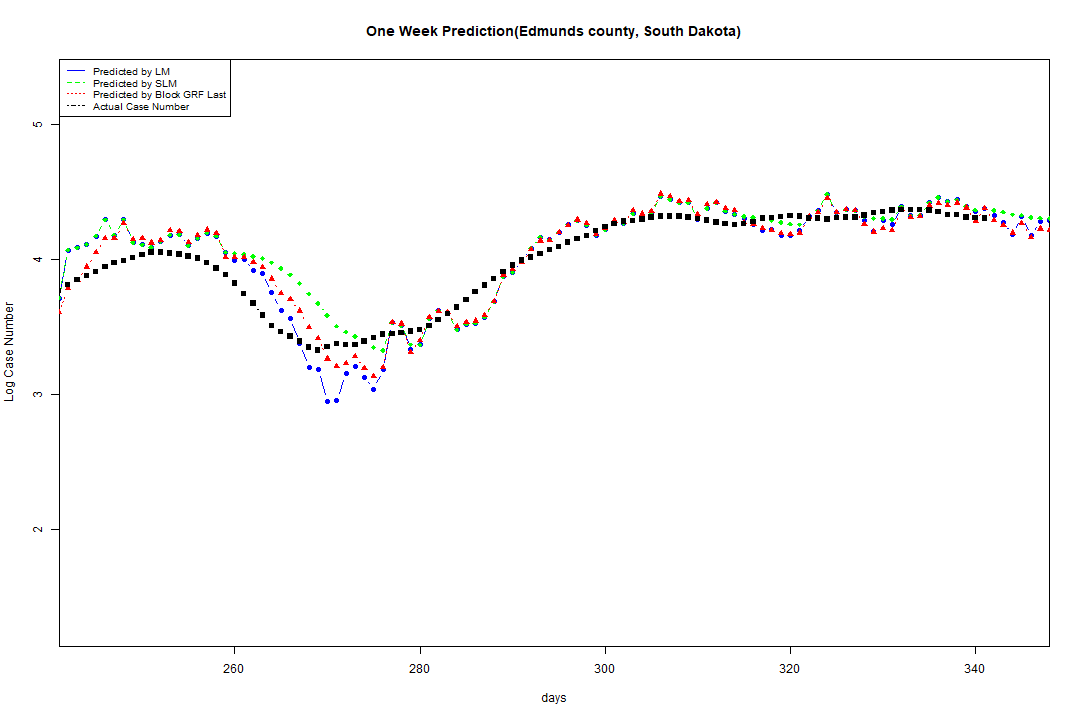 One Week Prediction(Edmunds county, South Dakota)
Predicted by LM
Predicted by SLM
Predicted by Block GRF Last
Actual Case Number
5
4
3
2
Log Case Number
260 280 300 320 340
days